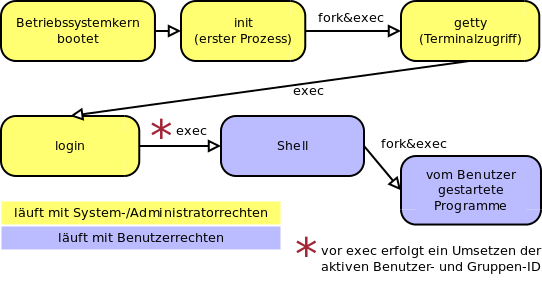 Betriebssystemkern
bootet
init
(erster Prozess)
fork&exec
getty
(Terminalzugriff)
exec
login
* exec
Shell
fork&exec
vom Benutzer
gestartete
Programme
läuft mit System-/Administratorrechten
läuft mit Benutzerrechten
* vor exec erfolgt ein Umsetzen der
aktiven Benutzer- und Gruppen-ID